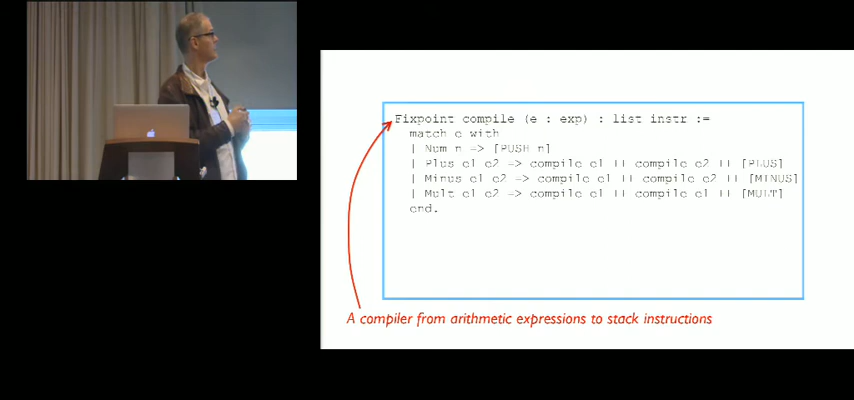 Fixpoint compile (e : exp) : list instr :=
match e with
| Num n => [PUSH n]
| Plus e1 e2 => compile e1 ++ compile e2 ++ [PLUS]
| Minus e1 e2 => compile e1 ++ compile e2 ++ [MINUS]
| Mult e1 e2 => compile e1 ++ compile e1 ++ [MULT]
end.
A compiler from arithmetic expressions to stack instructions